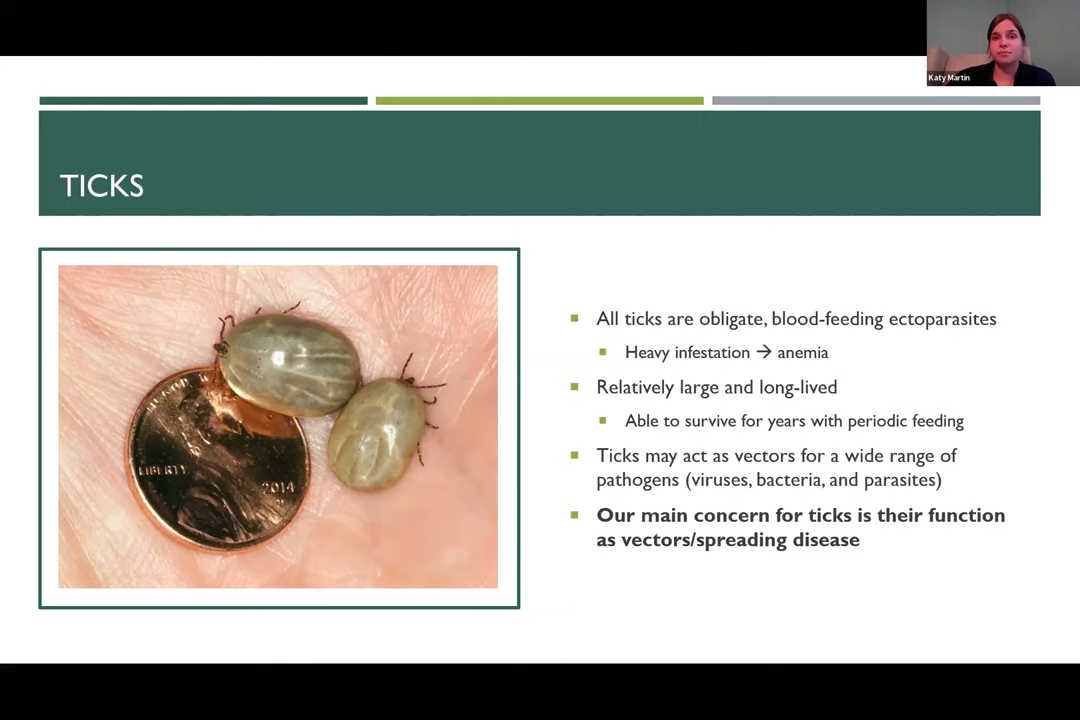 Katy Martin
TICKS
LIBERTY
2014
All ticks are obligate, blood-feeding ectoparasites
Heavy infestation → anemia
Relatively large and long-lived
Able to survive for years with periodic feeding
Ticks may act as vectors for a wide range of
pathogens (viruses, bacteria, and parasites)
Our main concern for ticks is their function
as vectors/spreading disease